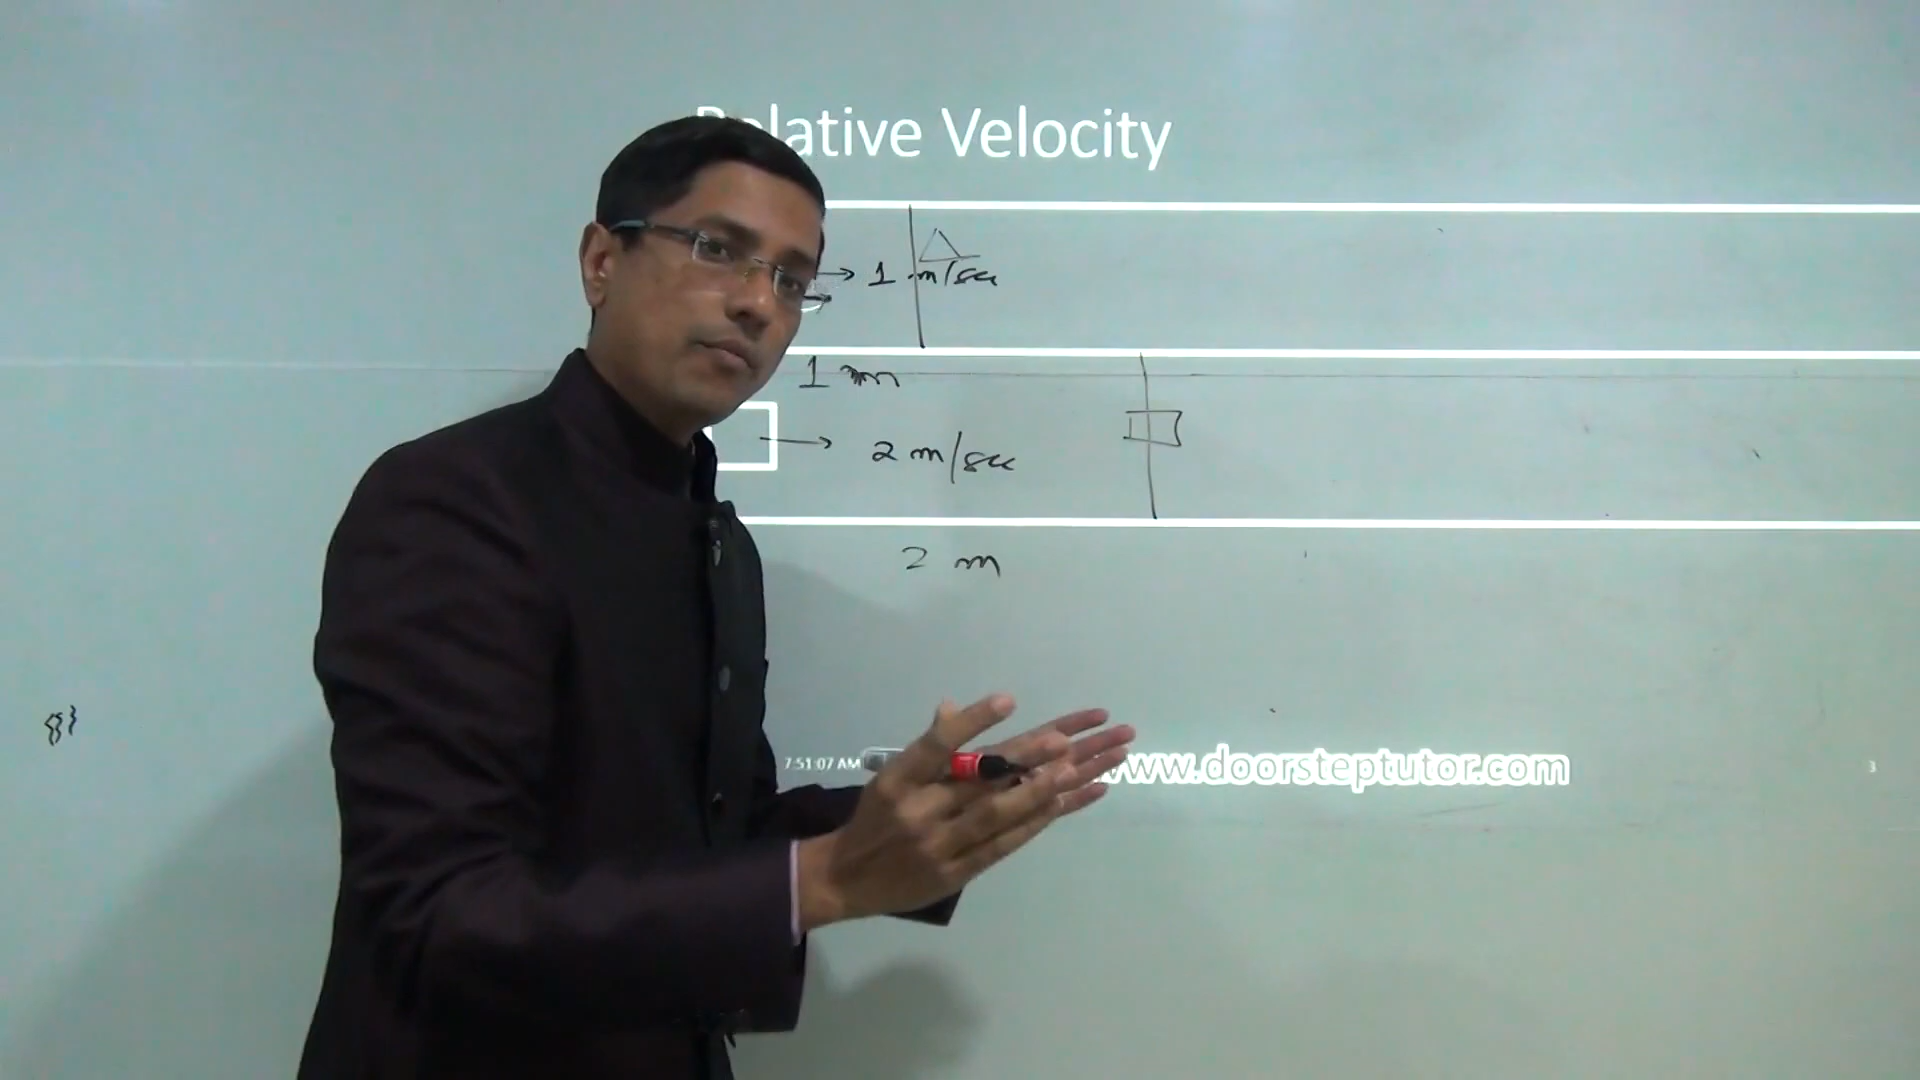 Relative Velocity
1 m/sec
1 m
2 m/sec
2 m
7:51:07 AM
www.doorsteptutor.com
3